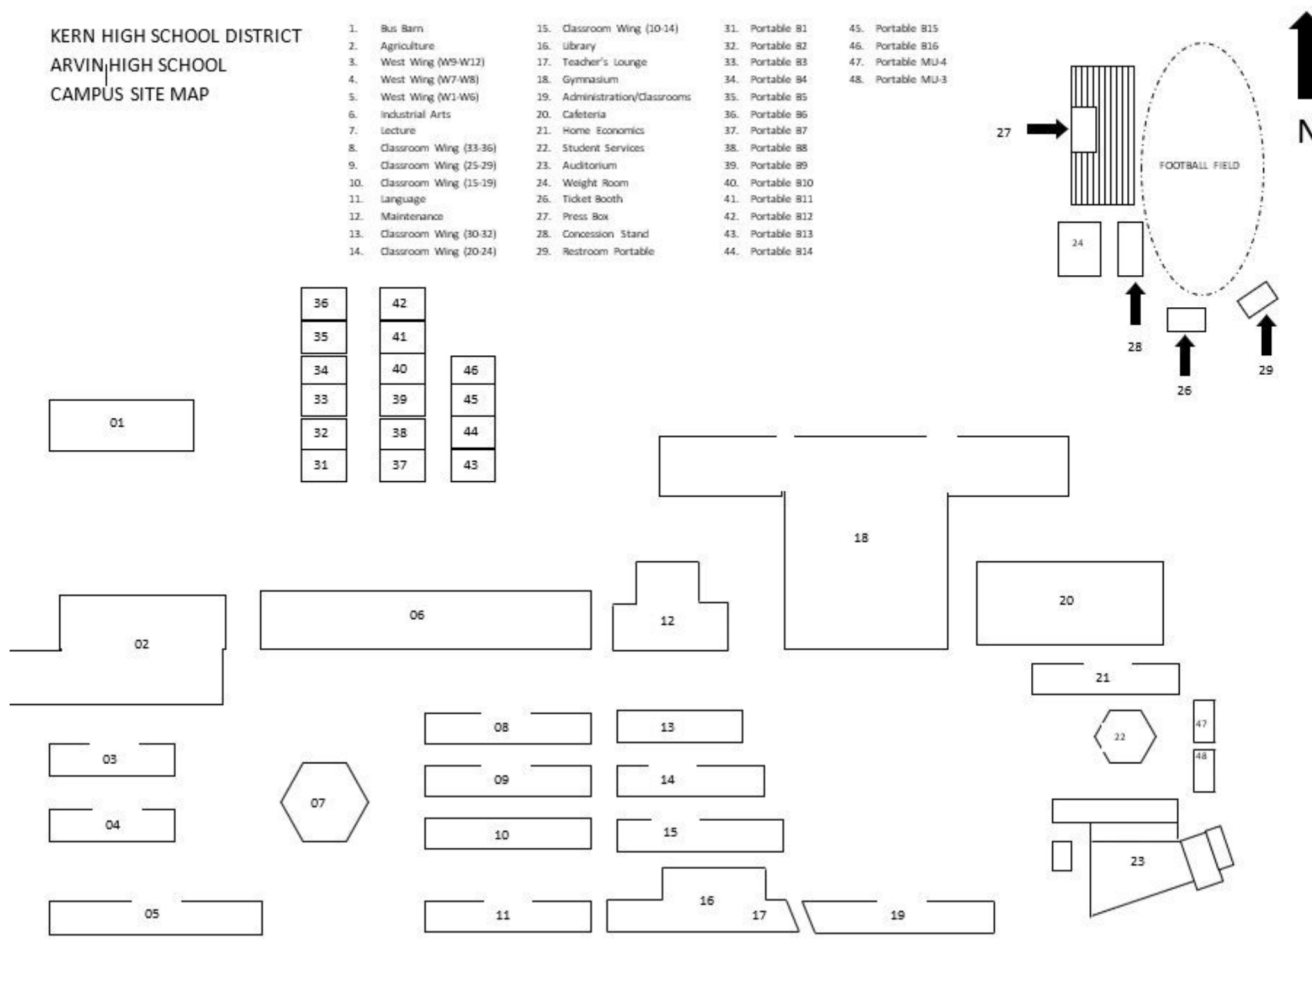 KERN HIGH SCHOOL DISTRICT
ARVIN HIGH SCHOOL
CAMPUS SITE MAP
1. Bus Barn
2. Agriculture
3. West Wing (W9-W12)
4. West Wing (W7-W8)
5. West Wing (W1-W6)
6. Industrial Arts
7. Lecture
8. Classroom Wing (33-36)
9. Classroom Wing (25-29)
10. Classroom Wing (15-19)
11. Language
12. Maintenance
13. Classroom Wing (30-32)
14. Classroom Wing (20-24)
15. Classroom Wing (10-14)
16. Library
17. Teacher's Lounge
18. Gymnasium
19. Administration/Classrooms
20. Cafeteria
21. Home Economics
22. Student Services
23. Auditorium
24. Weight Room
26. Ticket Booth
27. Press Box
28. Concession Stand
29. Restroom Portable
31. Portable B1
32. Portable B2
33. Portable B3
34. Portable B4
35. Portable B5
36. Portable B6
37. Portable B7
38. Portable B8
39. Portable B9
40. Portable B10
41. Portable B11
42. Portable B12
43. Portable B13
44. Portable B14
45. Portable B15
46. Portable B16
47. Portable MU-4
48. Portable MU-3
N
27
FOOTBALL FIELD
24
28
26
29
36 42
35 41
34 40 46
33 39 45
32 38 44
31 37 43
01
18
02
06
12
20
21
03
08
13
22
47
48
04
07
09
14
10
15
23
05
11
16
17
19